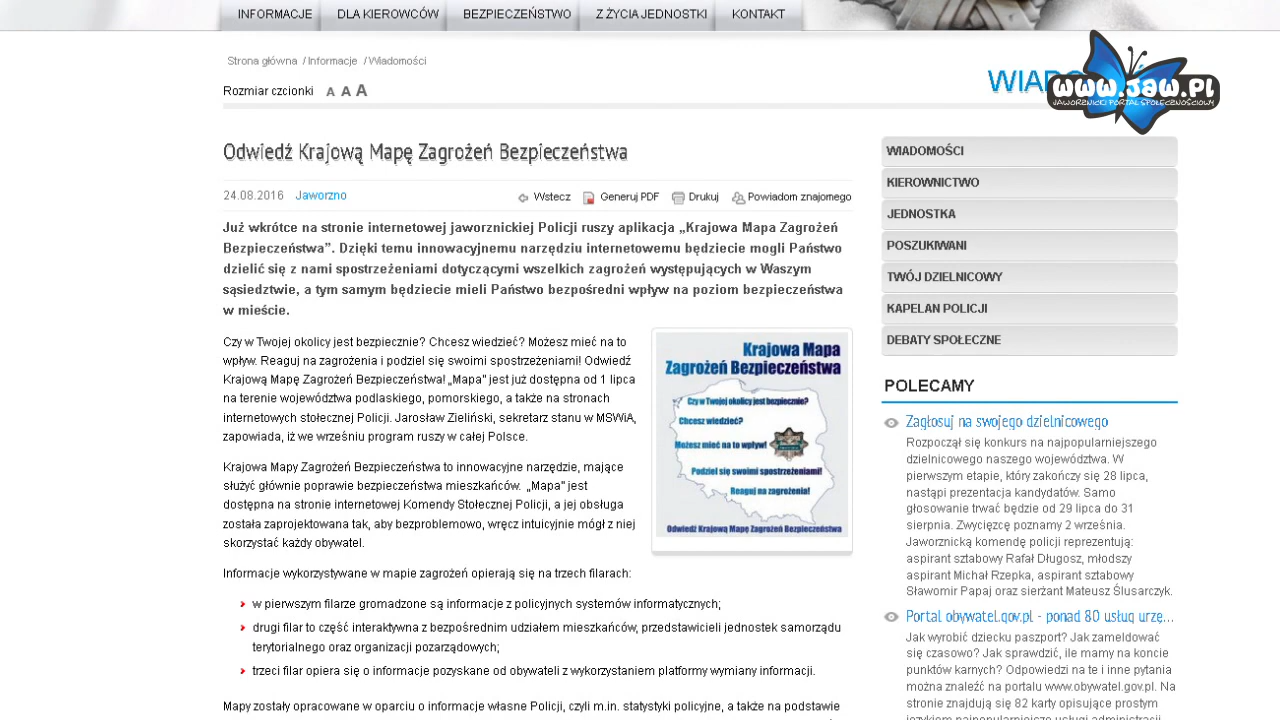 INFORMACJE DLA KIEROWCÓW BEZPIECZEŃSTWO Z ŻYCIA JEDNOSTKI KONTAKT
Strona główna / Informacje / Wiadomości
Rozmiar czcionki A A A
www.jaw.pl
JAWORZNICKI PORTAL SPOŁECZNOŚCIOWY
Odwiedź Krajową Mapę Zagrożeń Bezpieczeństwa
24.08.2016 Jaworzno Wstecz Generuj PDF Drukuj Powiadom znajomego
Już wkrótce na stronie internetowej jaworznickiej Policji ruszy aplikacja „Krajowa Mapa Zagrożeń
Bezpieczeństwa”. Dzięki temu innowacyjnemu narzędziu internetowemu będziecie mogli Państwo
dzielić się z nami spostrzeżeniami dotyczącymi wszelkich zagrożeń występujących w Waszym
sąsiedztwie, a tym samym będziecie mieli Państwo bezpośredni wpływ na poziom bezpieczeństwa
w mieście.
Czy w Twojej okolicy jest bezpiecznie? Chcesz wiedzieć? Możesz mieć na to
wpływ. Reaguj na zagrożenia i podziel się swoimi spostrzeżeniami! Odwiedź
Krajową Mapę Zagrożeń Bezpieczeństwa! „Mapa” jest już dostępna od 1 lipca
na terenie województwa podlaskiego, pomorskiego, a także na stronach
internetowych stołecznej Policji. Jarosław Zieliński, sekretarz stanu w MSWiA,
zapowiada, iż we wrześniu program ruszy w całej Polsce.
Krajowa Mapy Zagrożeń Bezpieczeństwa to innowacyjne narzędzie, mające
służyć głównie poprawie bezpieczeństwa mieszkańców. „Mapa” jest
dostępna na stronie internetowej Komendy Stołecznej Policji, a jej obsługa
została zaprojektowana tak, aby bezproblemowo, wręcz intuicyjnie mógł z niej
skorzystać każdy obywatel.
Krajowa Mapa
Zagrożeń Bezpieczeństwa
Czy w Twojej okolicy jest bezpiecznie?
Chcesz wiedzieć?
Możesz mieć na to wpływ!
Podziel się swoimi spostrzeżeniami!
Reaguj na zagrożenia!
Odwiedź Krajową Mapę Zagrożeń Bezpieczeństwa
Informacje wykorzystywane w mapie zagrożeń opierają się na trzech filarach:
w pierwszym filarze gromadzone są informacje z policyjnych systemów informatycznych;
drugi filar to część interaktywna z bezpośrednim udziałem mieszkańców, przedstawicieli jednostek samorządu
terytorialnego oraz organizacji pozarządowych;
trzeci filar opiera się o informacje pozyskane od obywateli z wykorzystaniem platformy wymiany informacji.
Mapy zostały opracowane w oparciu o informacje własne Policji, czyli m.in. statystyki policyjne, a także na podstawie
WIADOMOŚCI
KIEROWNICTWO
JEDNOSTKA
POSZUKIWANI
TWÓJ DZIELNICOWY
KAPELAN POLICJI
DEBATY SPOŁECZNE
POLECAMY
Zagłosuj na swojego dzielnicowego
Rozpoczął się konkurs na najpopularniejszego
dzielnicowego naszego województwa. W
pierwszym etapie, który zakończy się 28 lipca,
nastąpi prezentacja kandydatów. Samo
głosowanie trwać będzie od 29 lipca do 31
sierpnia. Zwycięzcę poznamy 2 września.
Jaworznicką komendę policji reprezentują:
aspirant sztabowy Rafał Długosz, młodszy
aspirant Michał Rzepka, aspirant sztabowy
Sławomir Papaj oraz sierżant Mateusz Ślusarczyk.
Portal obywatel.gov.pl - ponad 80 usług urzę...
Jak wyrobić dziecku paszport? Jak zameldować
się czasowo? Jak sprawdzić, ile mamy na koncie
punktów karnych? Odpowiedzi na te i inne pytania
można znaleźć na portalu www.obywatel.gov.pl. Na
stronie znajdują się 82 karty opisujące prostym
językiem najpopularniejsze usługi administracji